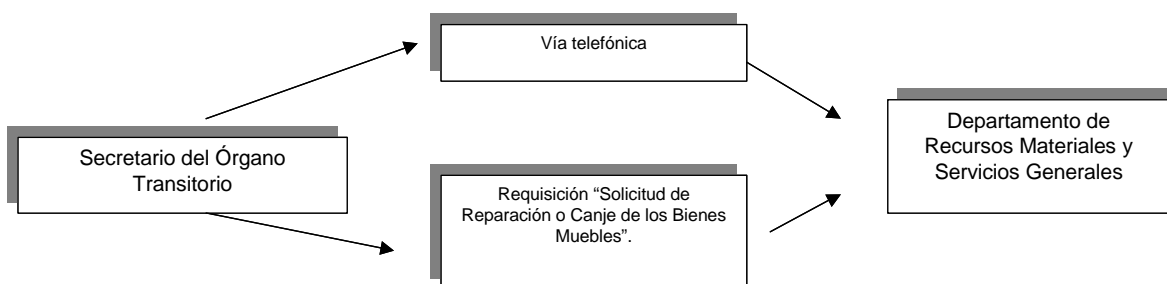 Vía telefónica
Secretario del Órgano
Transitorio
Requisición “Solicitud de
Reparación o Canje de los Bienes
Muebles”.
Departamento de
Recursos Materiales y
Servicios Generales